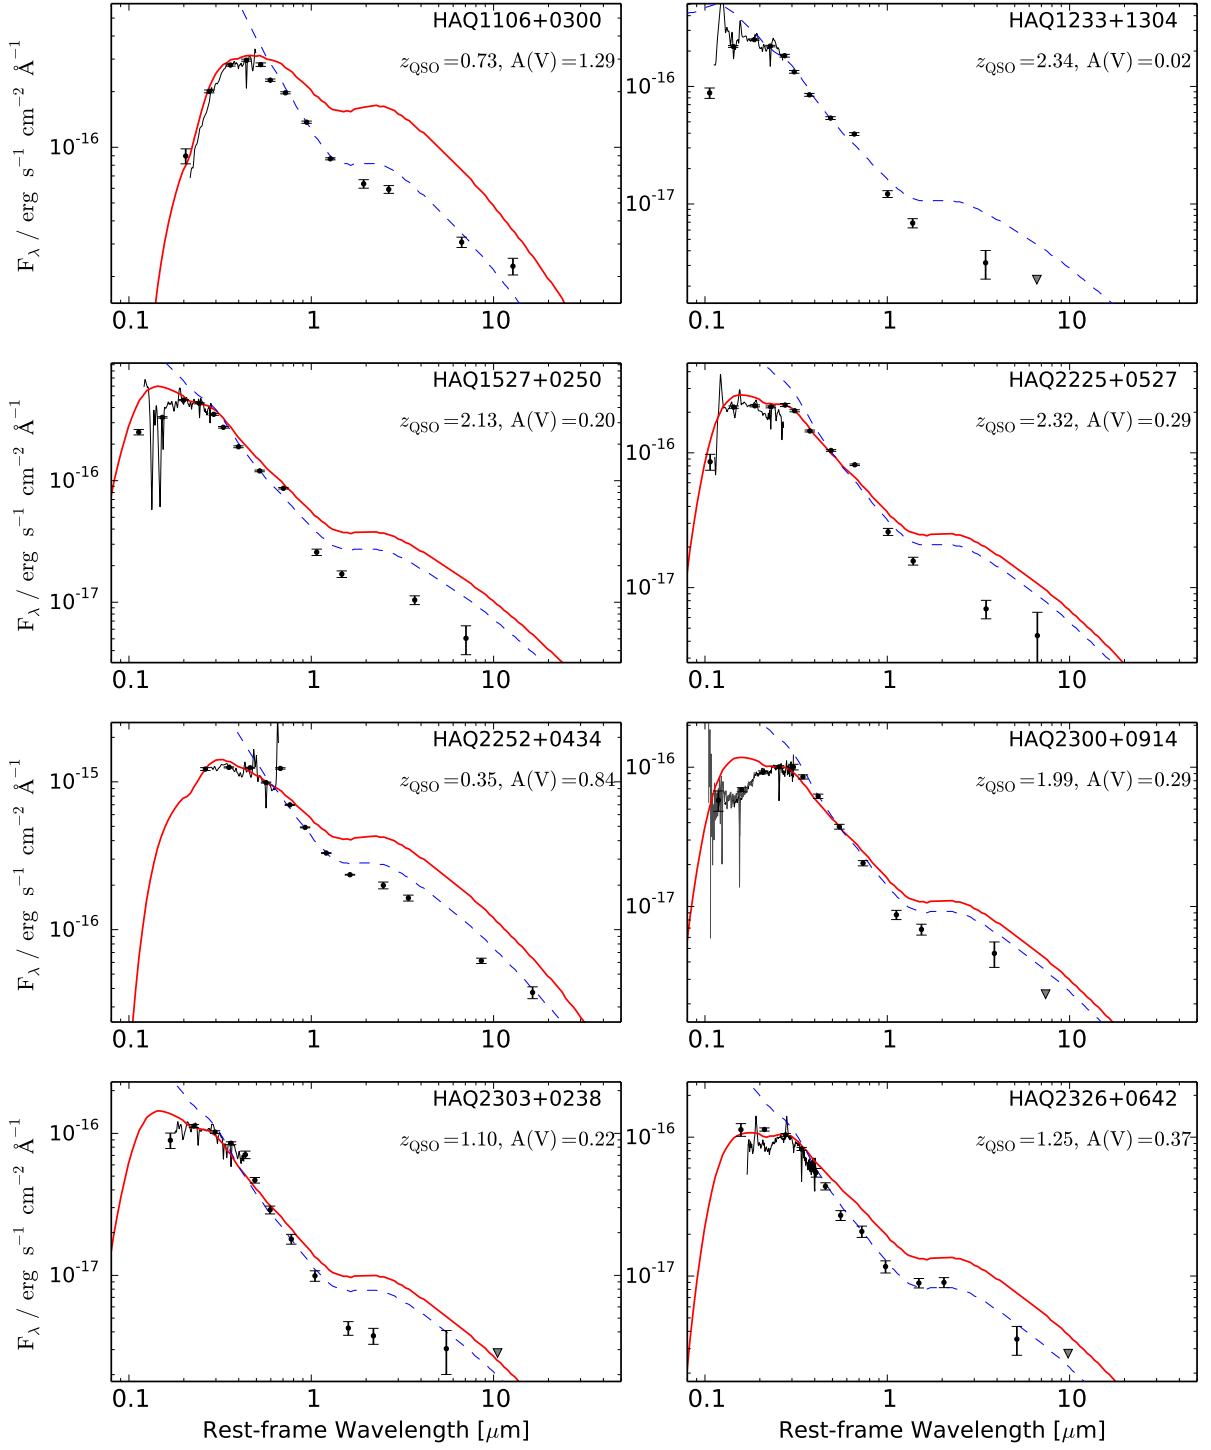 HAQ1106+0300
z_QSO=0.73, A(V)=1.29
10^-16
F_λ / erg s^-1 cm^-2 Å^-1
0.1 1 10
HAQ1233+1304
z_QSO=2.34, A(V)=0.02
10^-16
10^-17
0.1 1 10
HAQ1527+0250
z_QSO=2.13, A(V)=0.20
10^-16
10^-17
F_λ / erg s^-1 cm^-2 Å^-1
0.1 1 10
HAQ2225+0527
z_QSO=2.32, A(V)=0.29
10^-16
10^-17
0.1 1 10
HAQ2252+0434
z_QSO=0.35, A(V)=0.84
10^-15
10^-16
F_λ / erg s^-1 cm^-2 Å^-1
0.1 1 10
HAQ2300+0914
z_QSO=1.99, A(V)=0.29
10^-16
10^-17
0.1 1 10
HAQ2303+0238
z_QSO=1.10, A(V)=0.22
10^-16
10^-17
F_λ / erg s^-1 cm^-2 Å^-1
0.1 1 10
Rest-frame Wavelength [μm]
HAQ2326+0642
z_QSO=1.25, A(V)=0.37
10^-16
10^-17
0.1 1 10
Rest-frame Wavelength [μm]